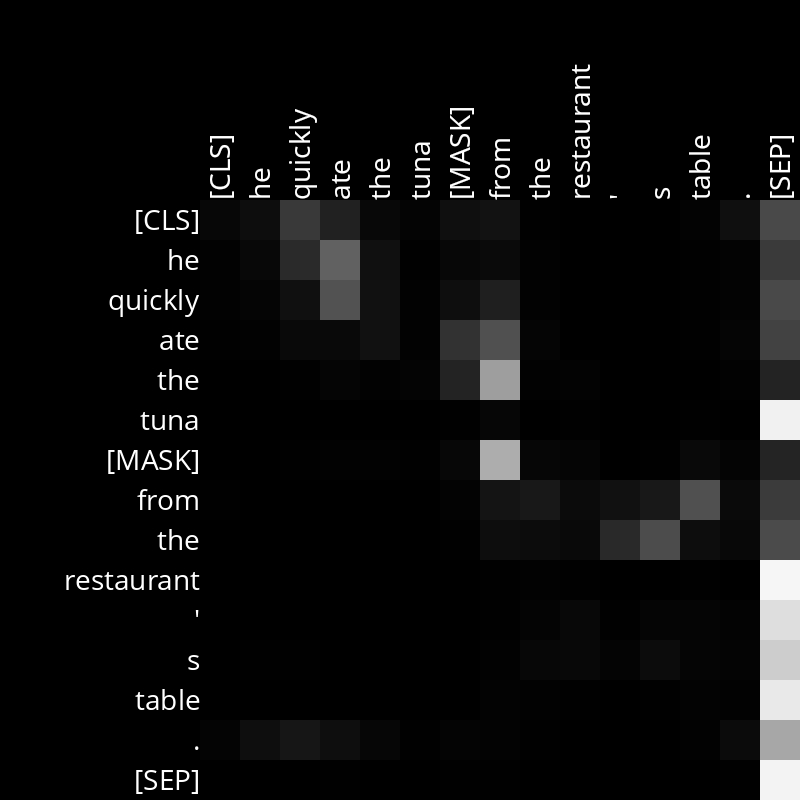 [CLS]
he
quickly
ate
the
tuna
[MASK]
from
the
restaurant
'
s
table
.
[SEP]
[CLS]
he
quickly
ate
the
tuna
[MASK]
from
the
restaurant
'
s
table
.
[SEP]